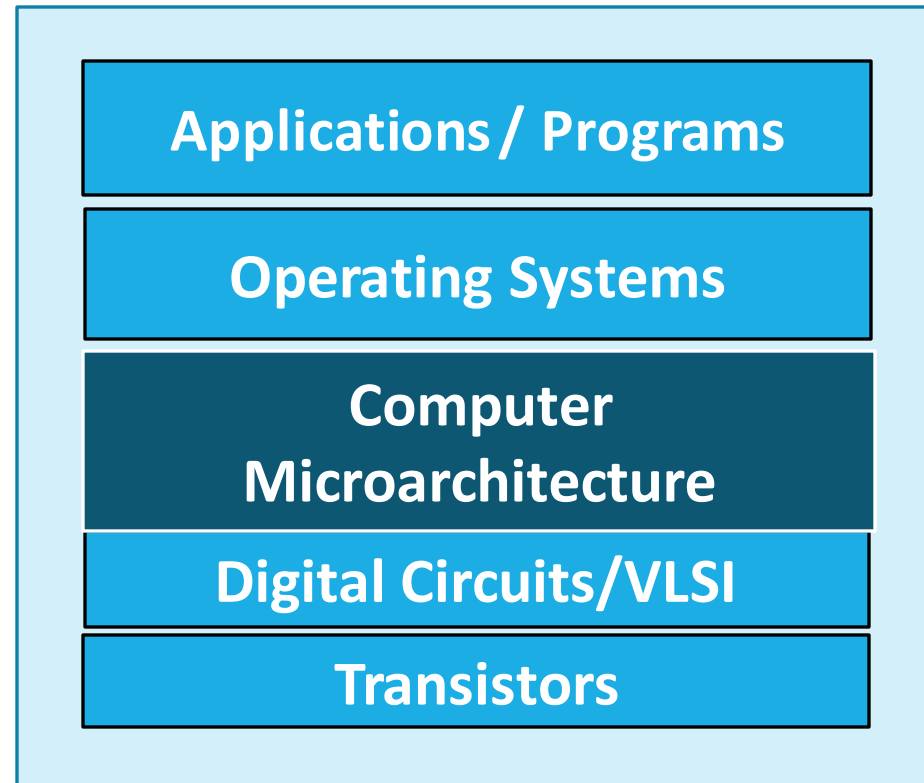 Applications / Programs
Operating Systems
Computer
Microarchitecture
Digital Circuits/VLSI
Transistors